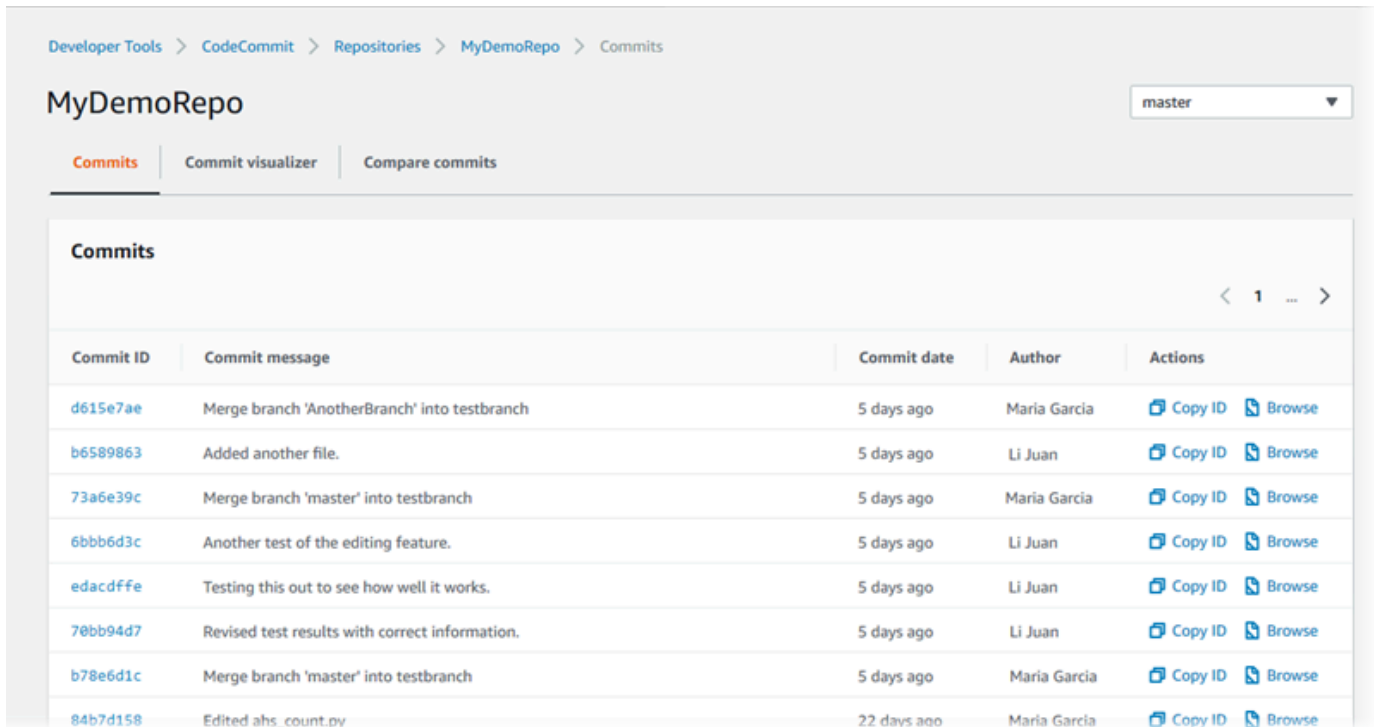 Developer Tools > CodeCommit > Repositories > MyDemoRepo > Commits
MyDemoRepo
master
Commits Commit visualizer Compare commits
Commits
< 1 ... >
Commit ID Commit message Commit date Author Actions
d615e7ae Merge branch 'AnotherBranch' into testbranch 5 days ago Maria Garcia Copy ID Browse
b6589863 Added another file. 5 days ago Li Juan Copy ID Browse
73a6e39c Merge branch 'master' into testbranch 5 days ago Maria Garcia Copy ID Browse
6bbb6d3c Another test of the editing feature. 5 days ago Li Juan Copy ID Browse
edacdffe Testing this out to see how well it works. 5 days ago Li Juan Copy ID Browse
70bb94d7 Revised test results with correct information. 5 days ago Li Juan Copy ID Browse
b78e6d1c Merge branch 'master' into testbranch 5 days ago Maria Garcia Copy ID Browse
84b7d158 Edited ahs_count.py 22 days ago Maria Garcia Copy ID Browse